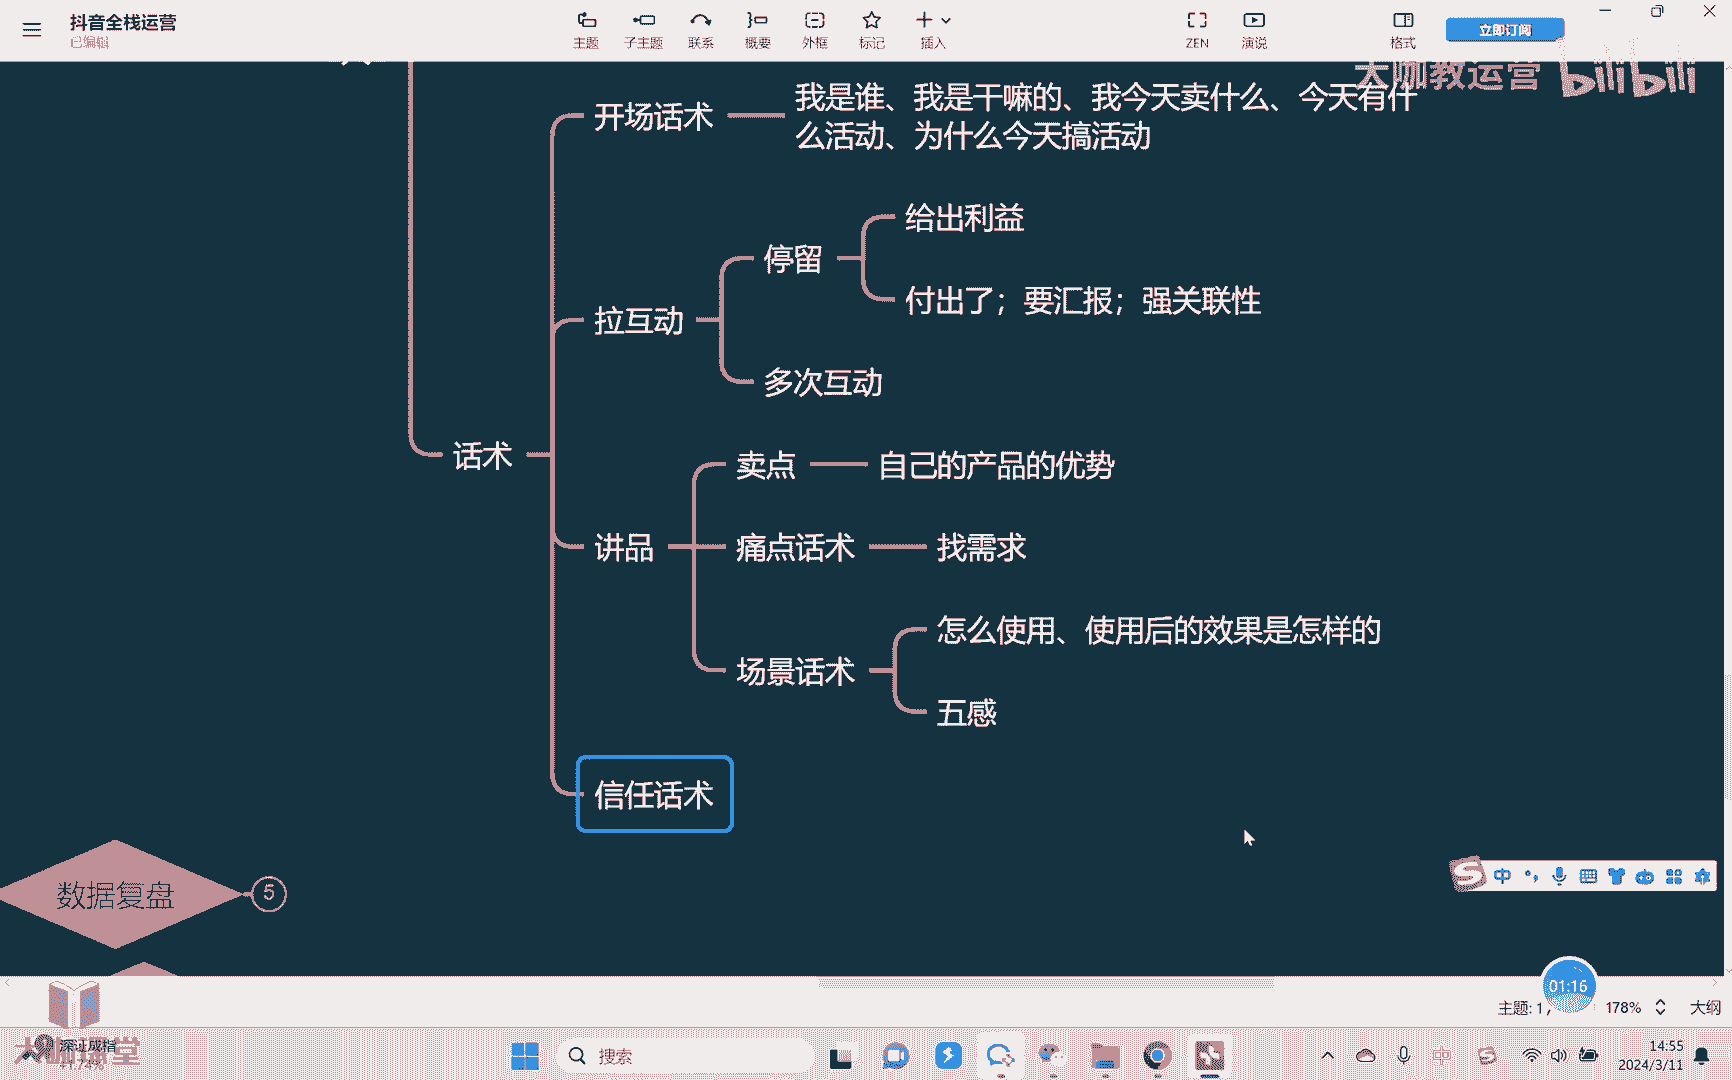 抖音全栈运营
已编辑
主题
子主题
联系
概要
外框
标记
插入
ZEN
演说
格式
立即订阅
大咖教运营 bilibili
开场话术
我是谁、我是干嘛的、我今天卖什么、今天有什
么活动、为什么今天搞活动
给出利益
停留
付出了；要汇报；强关联性
拉互动
多次互动
话术
卖点
自己的产品的优势
讲品
痛点话术
找需求
怎么使用、使用后的效果是怎样的
场景话术
五感
信任话术
数据复盘
5
中
01:16
主题: 1 /
178%
大纲
深证成指
+1.74%
搜索
中
14:55
2024/3/11